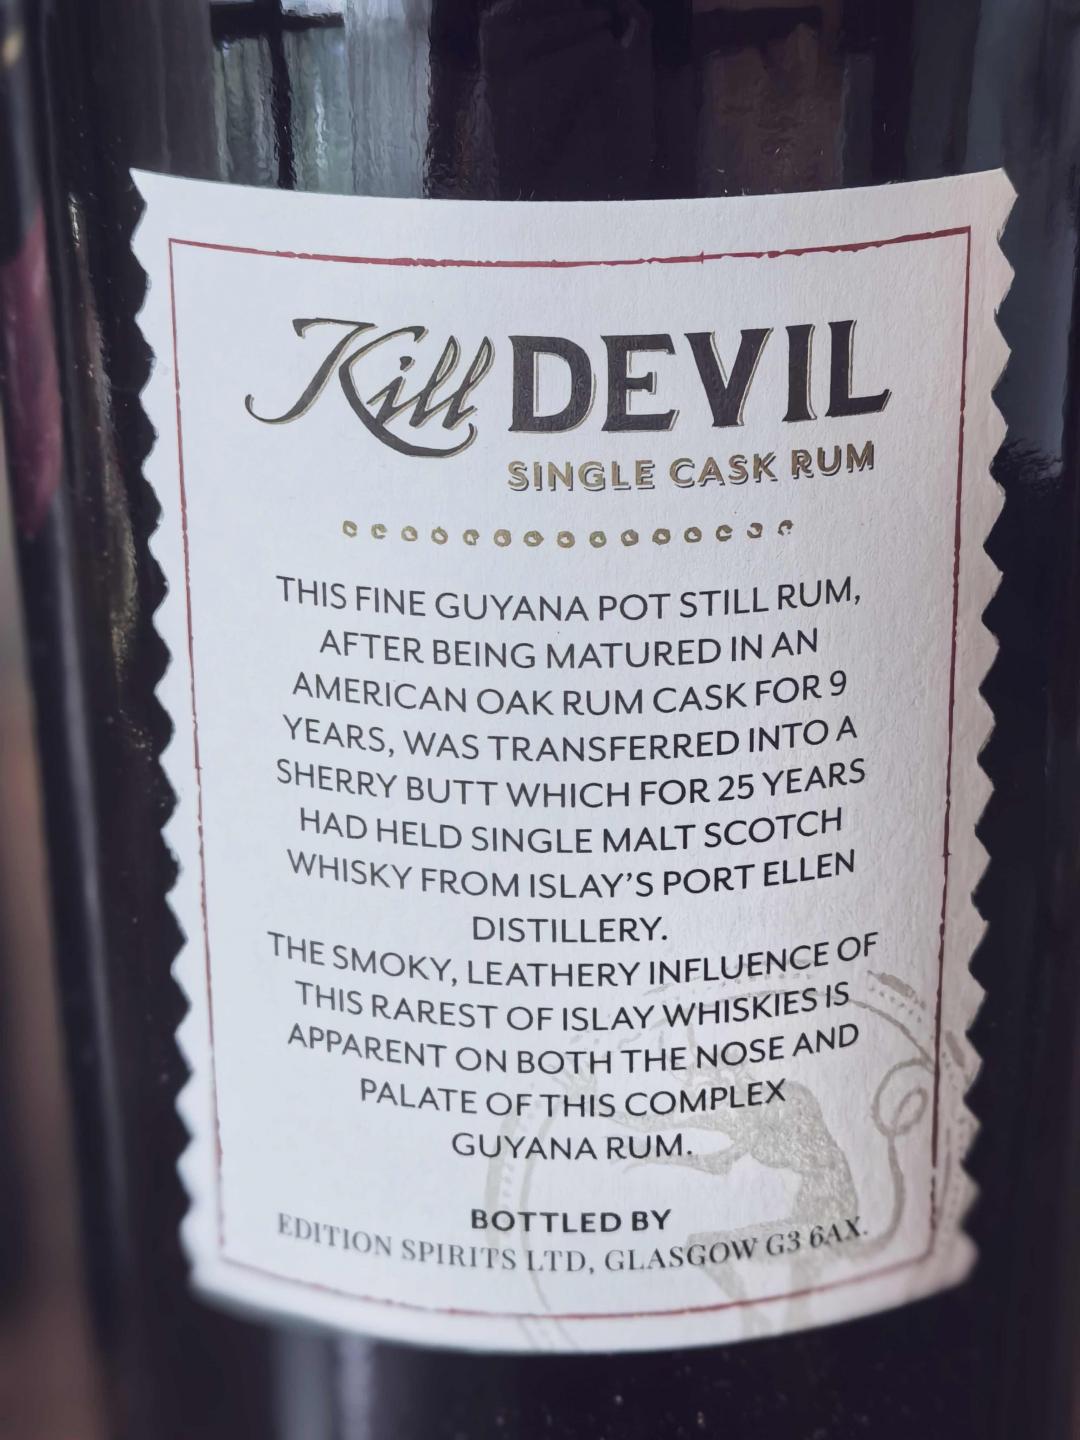 Kill DEVIL
SINGLE CASK RUM
THIS FINE GUYANA POT STILL RUM,
AFTER BEING MATURED IN AN
AMERICAN OAK RUM CASK FOR 9
YEARS, WAS TRANSFERRED INTO A
SHERRY BUTT WHICH FOR 25 YEARS
HAD HELD SINGLE MALT SCOTCH
WHISKY FROM ISLAY'S PORT ELLEN
DISTILLERY.
THE SMOKY, LEATHERY INFLUENCE OF
THIS RAREST OF ISLAY WHISKIES IS
APPARENT ON BOTH THE NOSE AND
PALATE OF THIS COMPLEX
GUYANA RUM.
BOTTLED BY
EDITION SPIRITS LTD, GLASGOW G3 6AX.